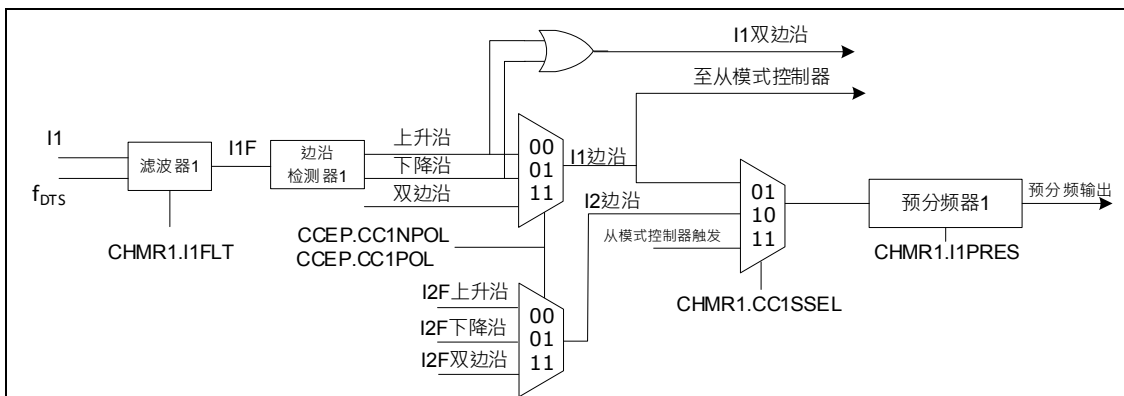 I1双边沿
至从模式控制器
I1
f_DTS
滤波器1
I1F
边沿
检测器1
上升沿
下降沿
双边沿
00
01
11
I1边沿
I2边沿
从模式控制器触发
01
10
11
预分频器1
预分频输出
CHMR1.I1FLT
CCEP.CC1NPOL
CCEP.CC1POL
CHMR1.I1PRES
CHMR1.CC1SSEL
I2F上升沿
I2F下降沿
I2F双边沿
00
01
11